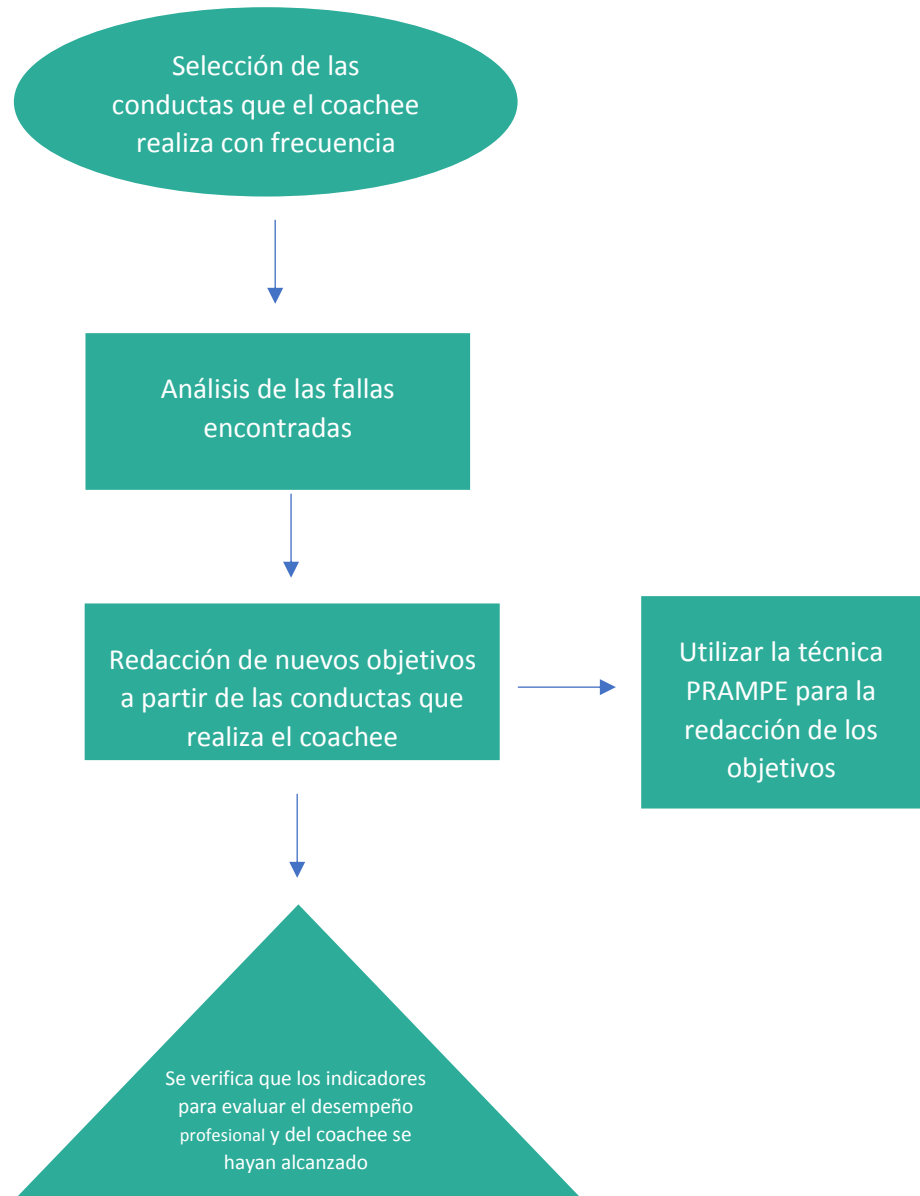 Selección de las
conductas que el coachee
realiza con frecuencia
Análisis de las fallas
encontradas
Redacción de nuevos objetivos
a partir de las conductas que
realiza el coachee
Utilizar la técnica
PRAMPE para la
redacción de los
objetivos
Se verifica que los indicadores
para evaluar el desempeño
profesional y del coachee se
hayan alcanzado